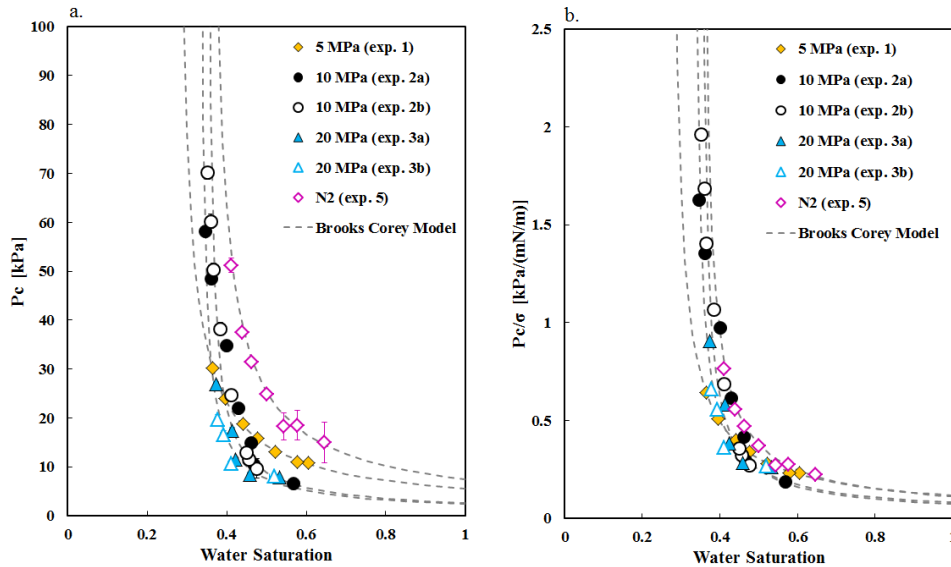 a.
100
90
80
70
60
50
40
30
20
10
0
Pc [kPa]
0
0.2
0.4
0.6
0.8
1
Water Saturation
5 MPa (exp. 1)
10 MPa (exp. 2a)
10 MPa (exp. 2b)
20 MPa (exp. 3a)
20 MPa (exp. 3b)
N2 (exp. 5)
Brooks Corey Model
b.
2.5
2
1.5
1
0.5
0
Pc/σ [kPa/(mN/m)]
0
0.2
0.4
0.6
0.8
1
Water Saturation
5 MPa (exp. 1)
10 MPa (exp. 2a)
10 MPa (exp. 2b)
20 MPa (exp. 3a)
20 MPa (exp. 3b)
N2 (exp. 5)
Brooks Corey Model